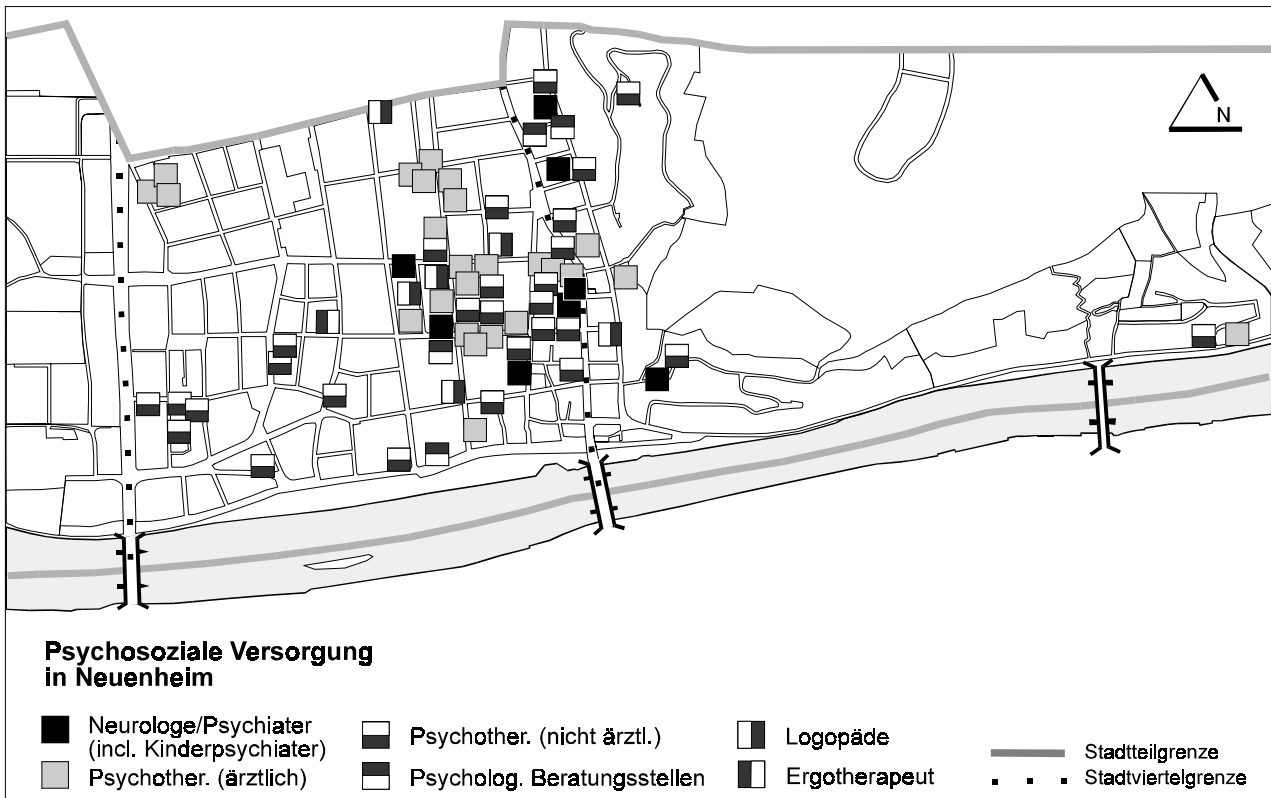 N
Psychosoziale Versorgung
in Neuenheim
Neurologe/Psychiater
(incl. Kinderpsychiater)
Psychother. (ärztlich)
Psychother. (nicht ärztl.)
Psycholog. Beratungsstellen
Logopäde
Ergotherapeut
Stadtteilgrenze
Stadtviertelgrenze